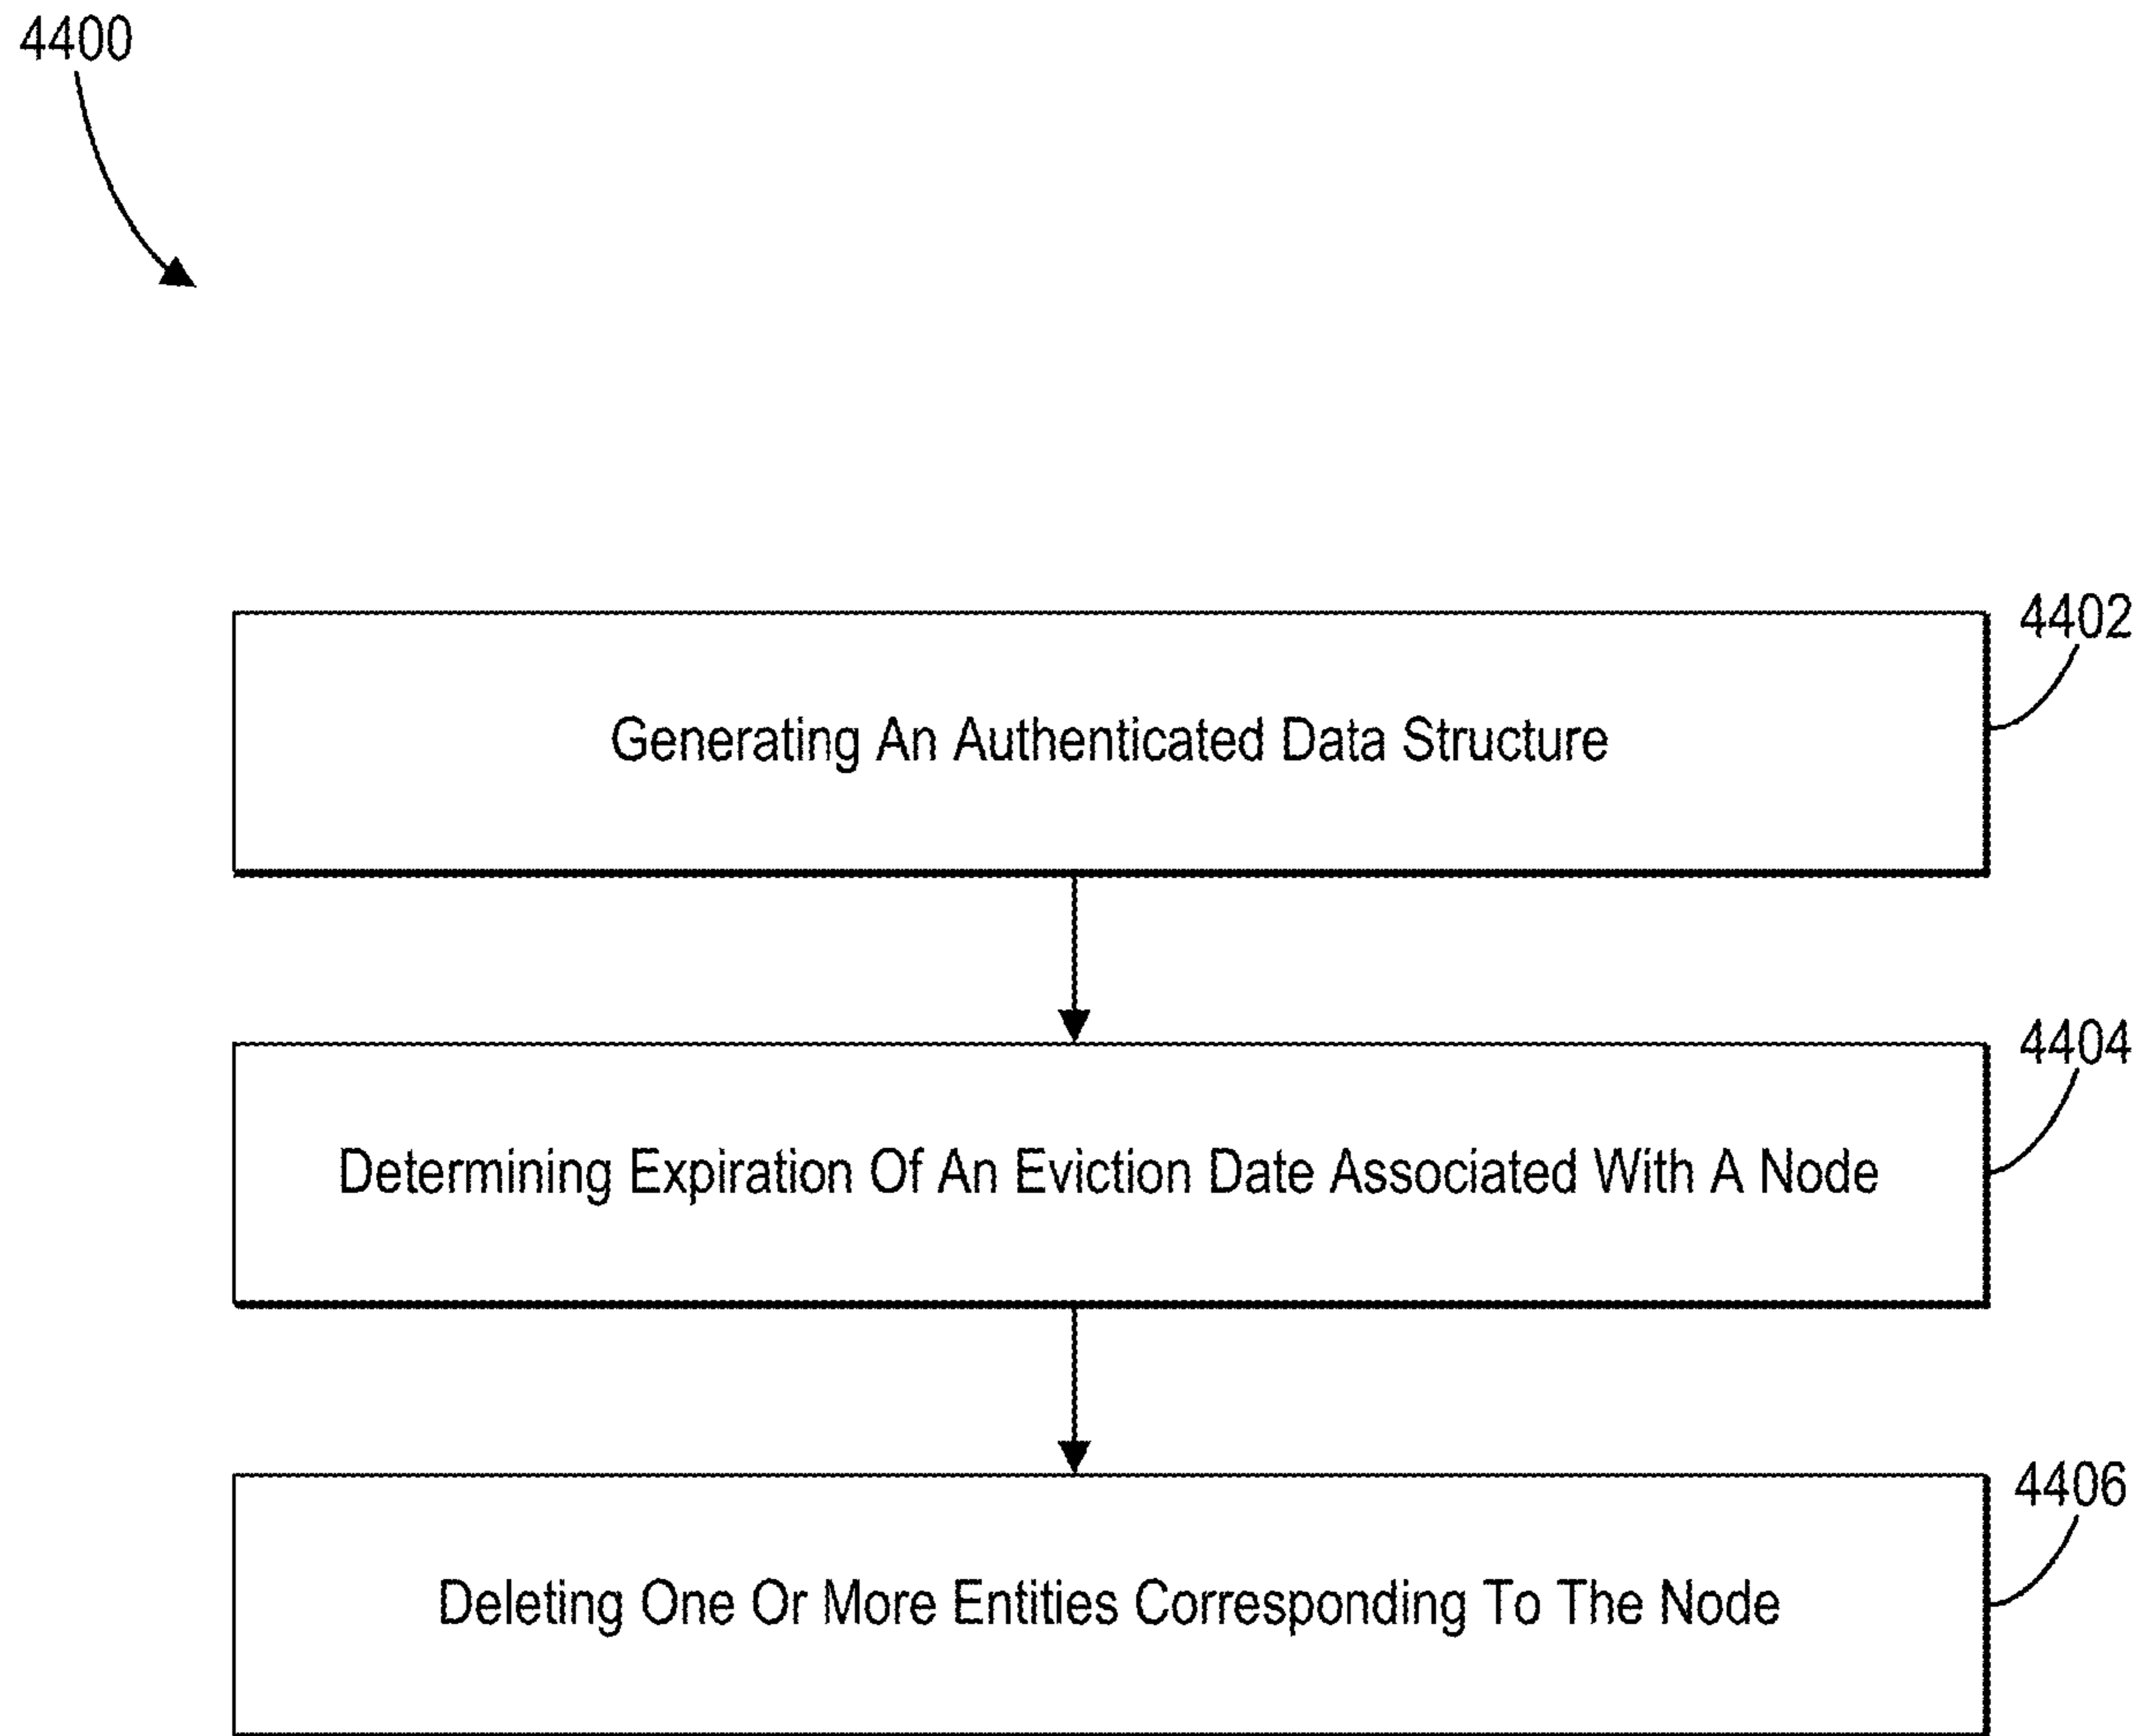 4400
4402
Generating An Authenticated Data Structure
4404
Determining Expiration Of An Eviction Date Associated With A Node
4406
Deleting One Or More Entities Corresponding To The Node